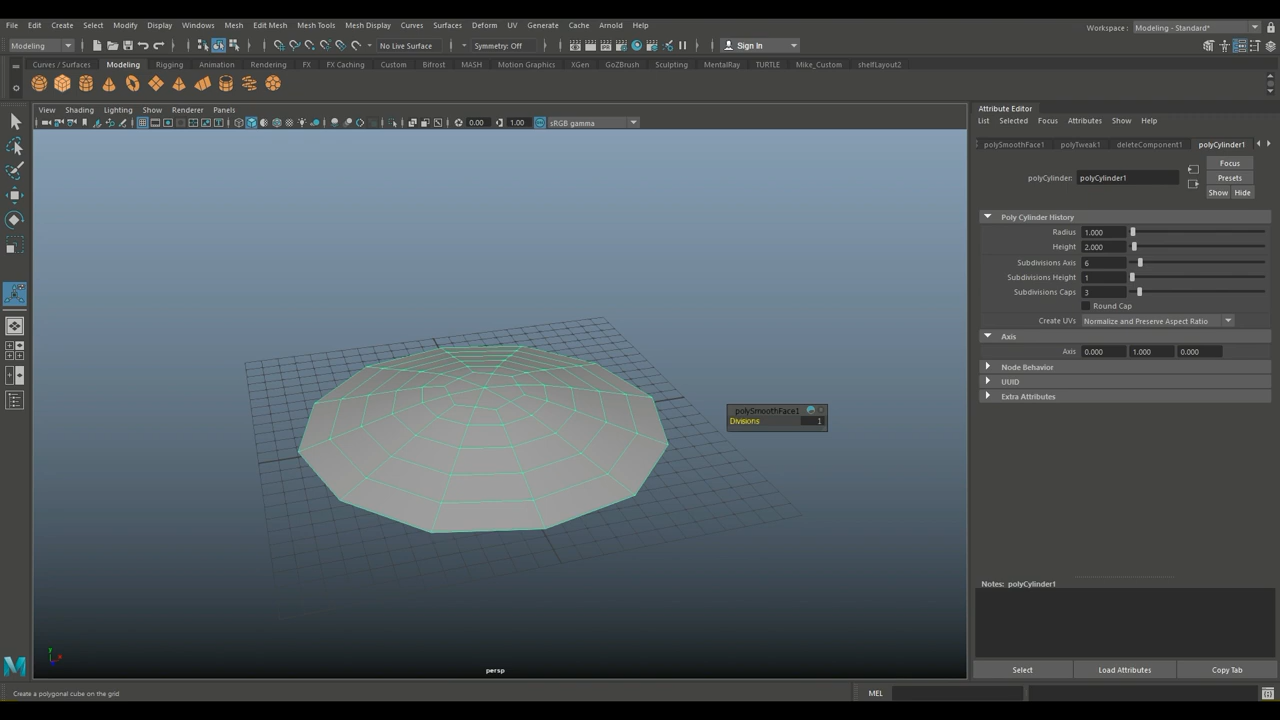 File Edit Create Select Modify Display Windows Mesh Edit Mesh Mesh Tools Mesh Display Curves Surfaces Deform UV Generate Cache Arnold Help
Workspace : Modeling - Standard*
Modeling No Live Surface Symmetry: Off Sign In
Curves / Surfaces Modeling Rigging Animation Rendering FX FX Caching Custom Bifrost MASH Motion Graphics XGen GoZBrush Sculpting MentalRay TURTLE Mike_Custom shelfLayout2
View Shading Lighting Show Renderer Panels
0.00 1.00 sRGB gamma
Attribute Editor
List Selected Focus Attributes Show Help
polySmoothFace1 polyTweak1 deleteComponent1 polyCylinder1
Focus
polyCylinder: polyCylinder1 Presets
Show Hide
Poly Cylinder History
Radius 1.000
Height 2.000
Subdivisions Axis 6
Subdivisions Height 1
Subdivisions Caps 3
Round Cap
Create UVs Normalize and Preserve Aspect Ratio
Axis
Axis 0.000 1.000 0.000
Node Behavior
UUID
Extra Attributes
polySmoothFace1
Divisions 1
Notes: polyCylinder1
Select Load Attributes Copy Tab
y
x
persp
Create a polygonal cube on the grid
MEL
M